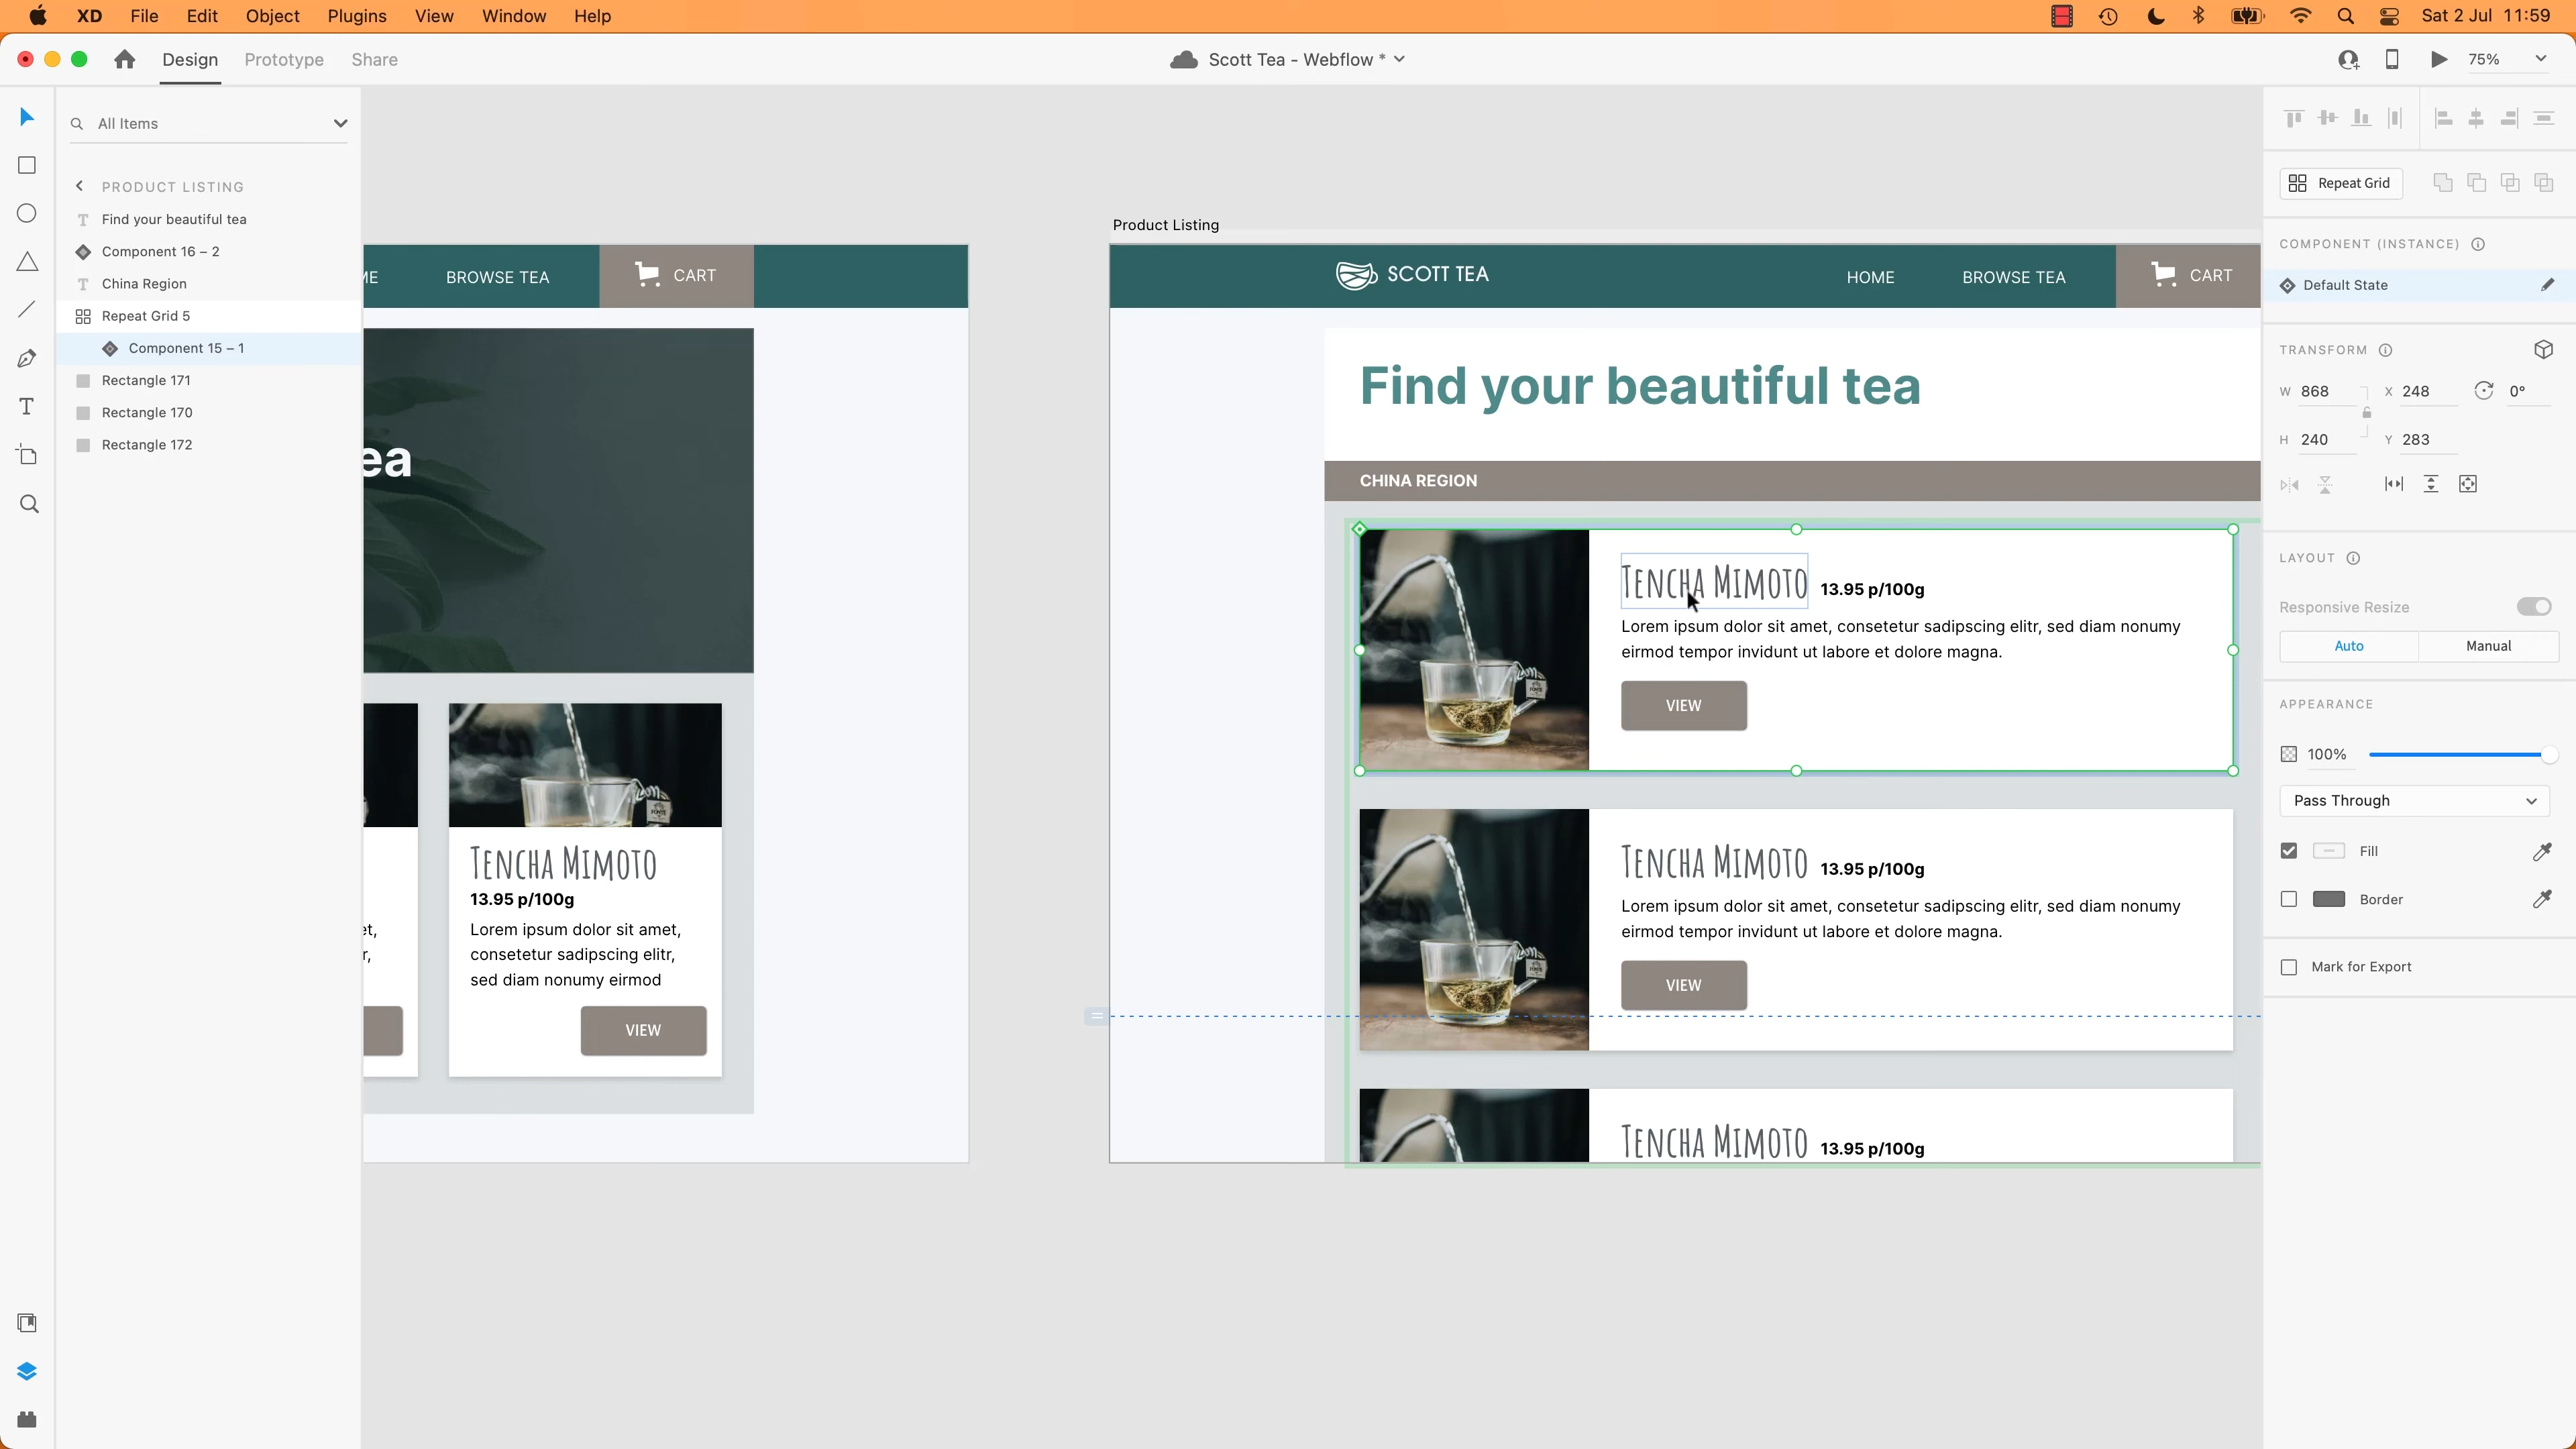 XD File Edit Object Plugins View Window Help
Sat 2 Jul 11:59
Design Prototype Share
Scott Tea - Webflow *
75%
All Items
PRODUCT LISTING
Find your beautiful tea
Component 16 – 2
China Region
Repeat Grid 5
Component 15 – 1
Rectangle 171
Rectangle 170
Rectangle 172
ME BROWSE TEA CART
ea
et,
r,
Tencha Mimoto
13.95 p/100g
Lorem ipsum dolor sit amet,
consetetur sadipscing elitr,
sed diam nonumy eirmod
VIEW
Product Listing
SCOTT TEA HOME BROWSE TEA CART
Find your beautiful tea
CHINA REGION
Tencha Mimoto 13.95 p/100g
Lorem ipsum dolor sit amet, consetetur sadipscing elitr, sed diam nonumy
eirmod tempor invidunt ut labore et dolore magna.
VIEW
Tencha Mimoto 13.95 p/100g
Lorem ipsum dolor sit amet, consetetur sadipscing elitr, sed diam nonumy
eirmod tempor invidunt ut labore et dolore magna.
VIEW
Tencha Mimoto 13.95 p/100g
Repeat Grid
COMPONENT (INSTANCE)
Default State
TRANSFORM
W 868 X 248 0°
H 240 Y 283
LAYOUT
Responsive Resize
Auto Manual
APPEARANCE
100%
Pass Through
Fill
Border
Mark for Export